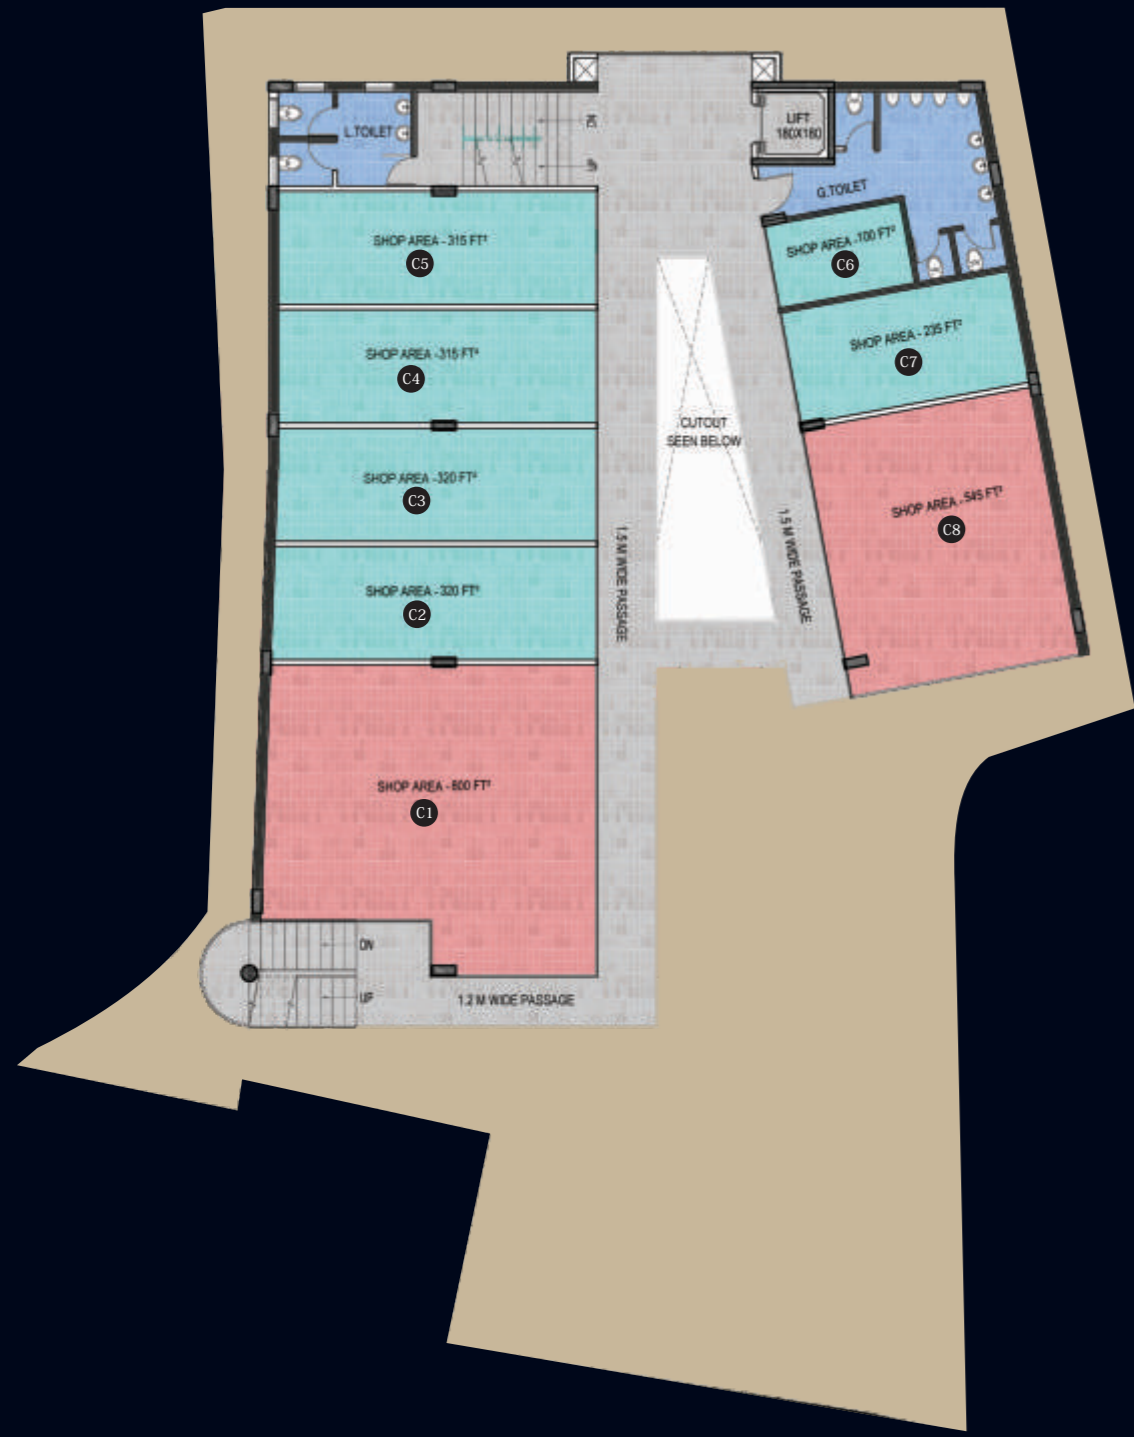 LIFT
180X180
L.TOILET
DN
UP
G.TOILET
SHOP AREA - 315 FT²
C5
SHOP AREA -100 FT²
C6
SHOP AREA -315 FT²
C4
SHOP AREA - 235 FT²
C7
CUTOUT
SEEN BELOW
SHOP AREA -320 FT²
C3
SHOP AREA - 545 FT²
C8
1.5 M WIDE PASSAGE
1.5 M WIDE PASSAGE
SHOP AREA - 320 FT²
C2
SHOP AREA - 800 FT²
C1
DN
UP
1.2 M WIDE PASSAGE